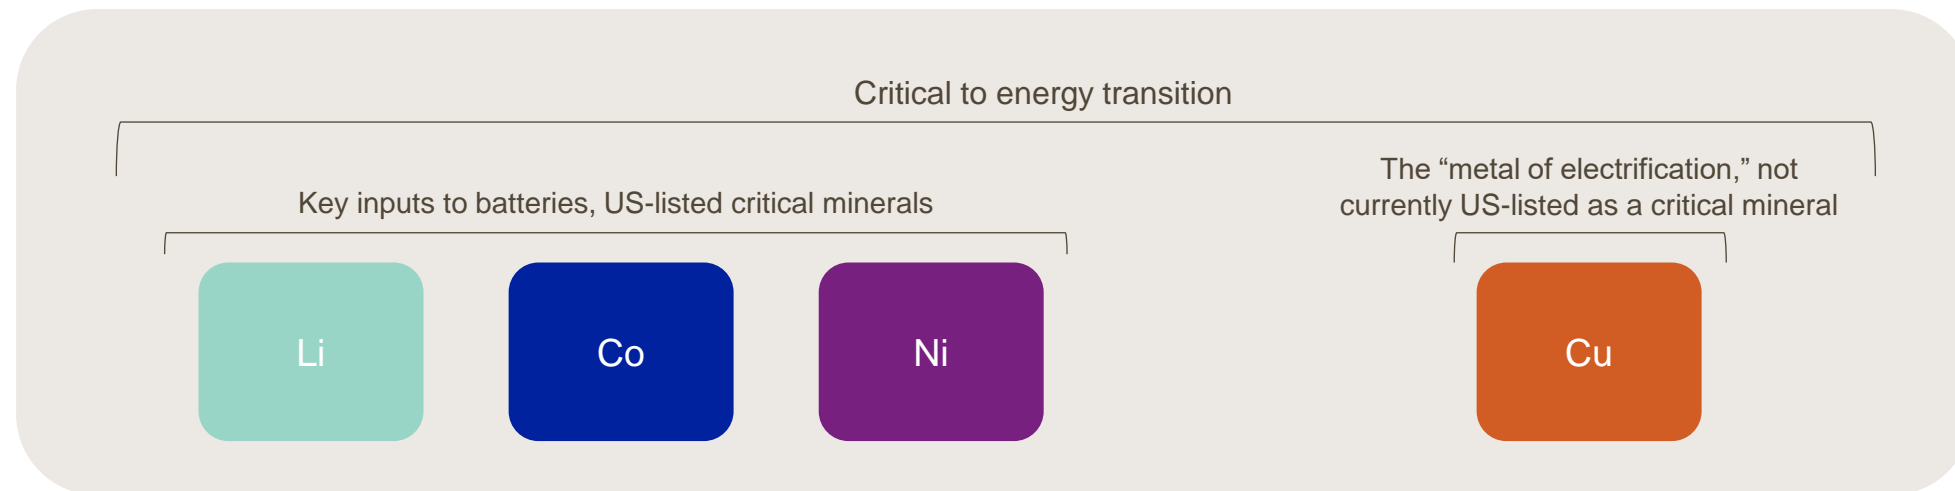 Critical to energy transition
Key inputs to batteries, US-listed critical minerals
The “metal of electrification,” not
currently US-listed as a critical mineral
Li
Co
Ni
Cu